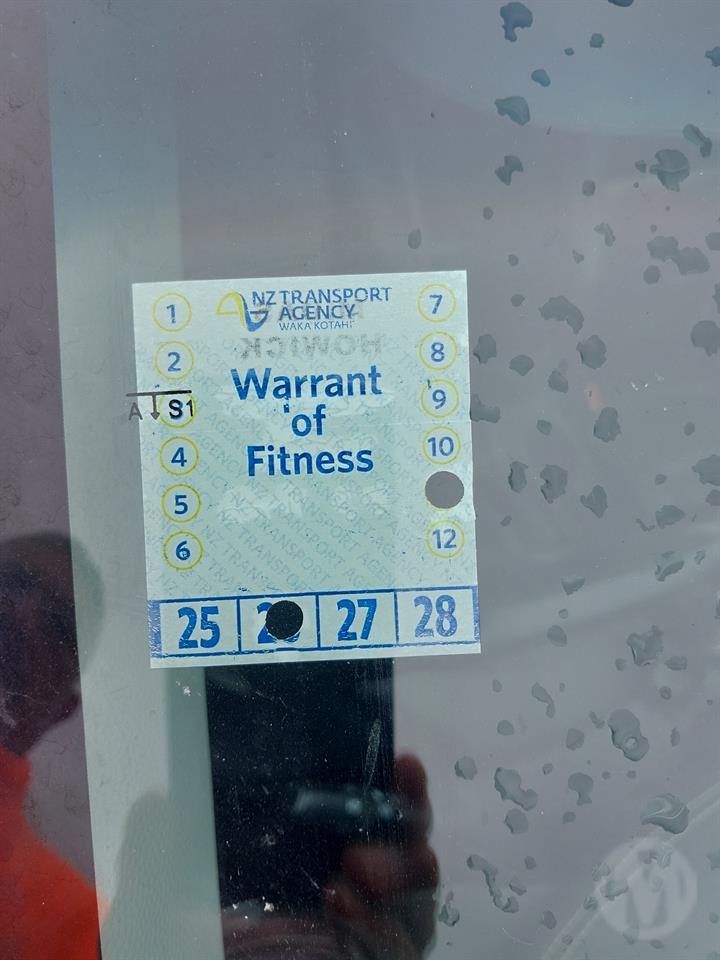 NZ TRANSPORT
AGENCY
WAKA KOTAHI
HOWICK
Warrant
of
Fitness
1
2
A S1
4
5
6
7
8
9
10
12
25 27 28
M